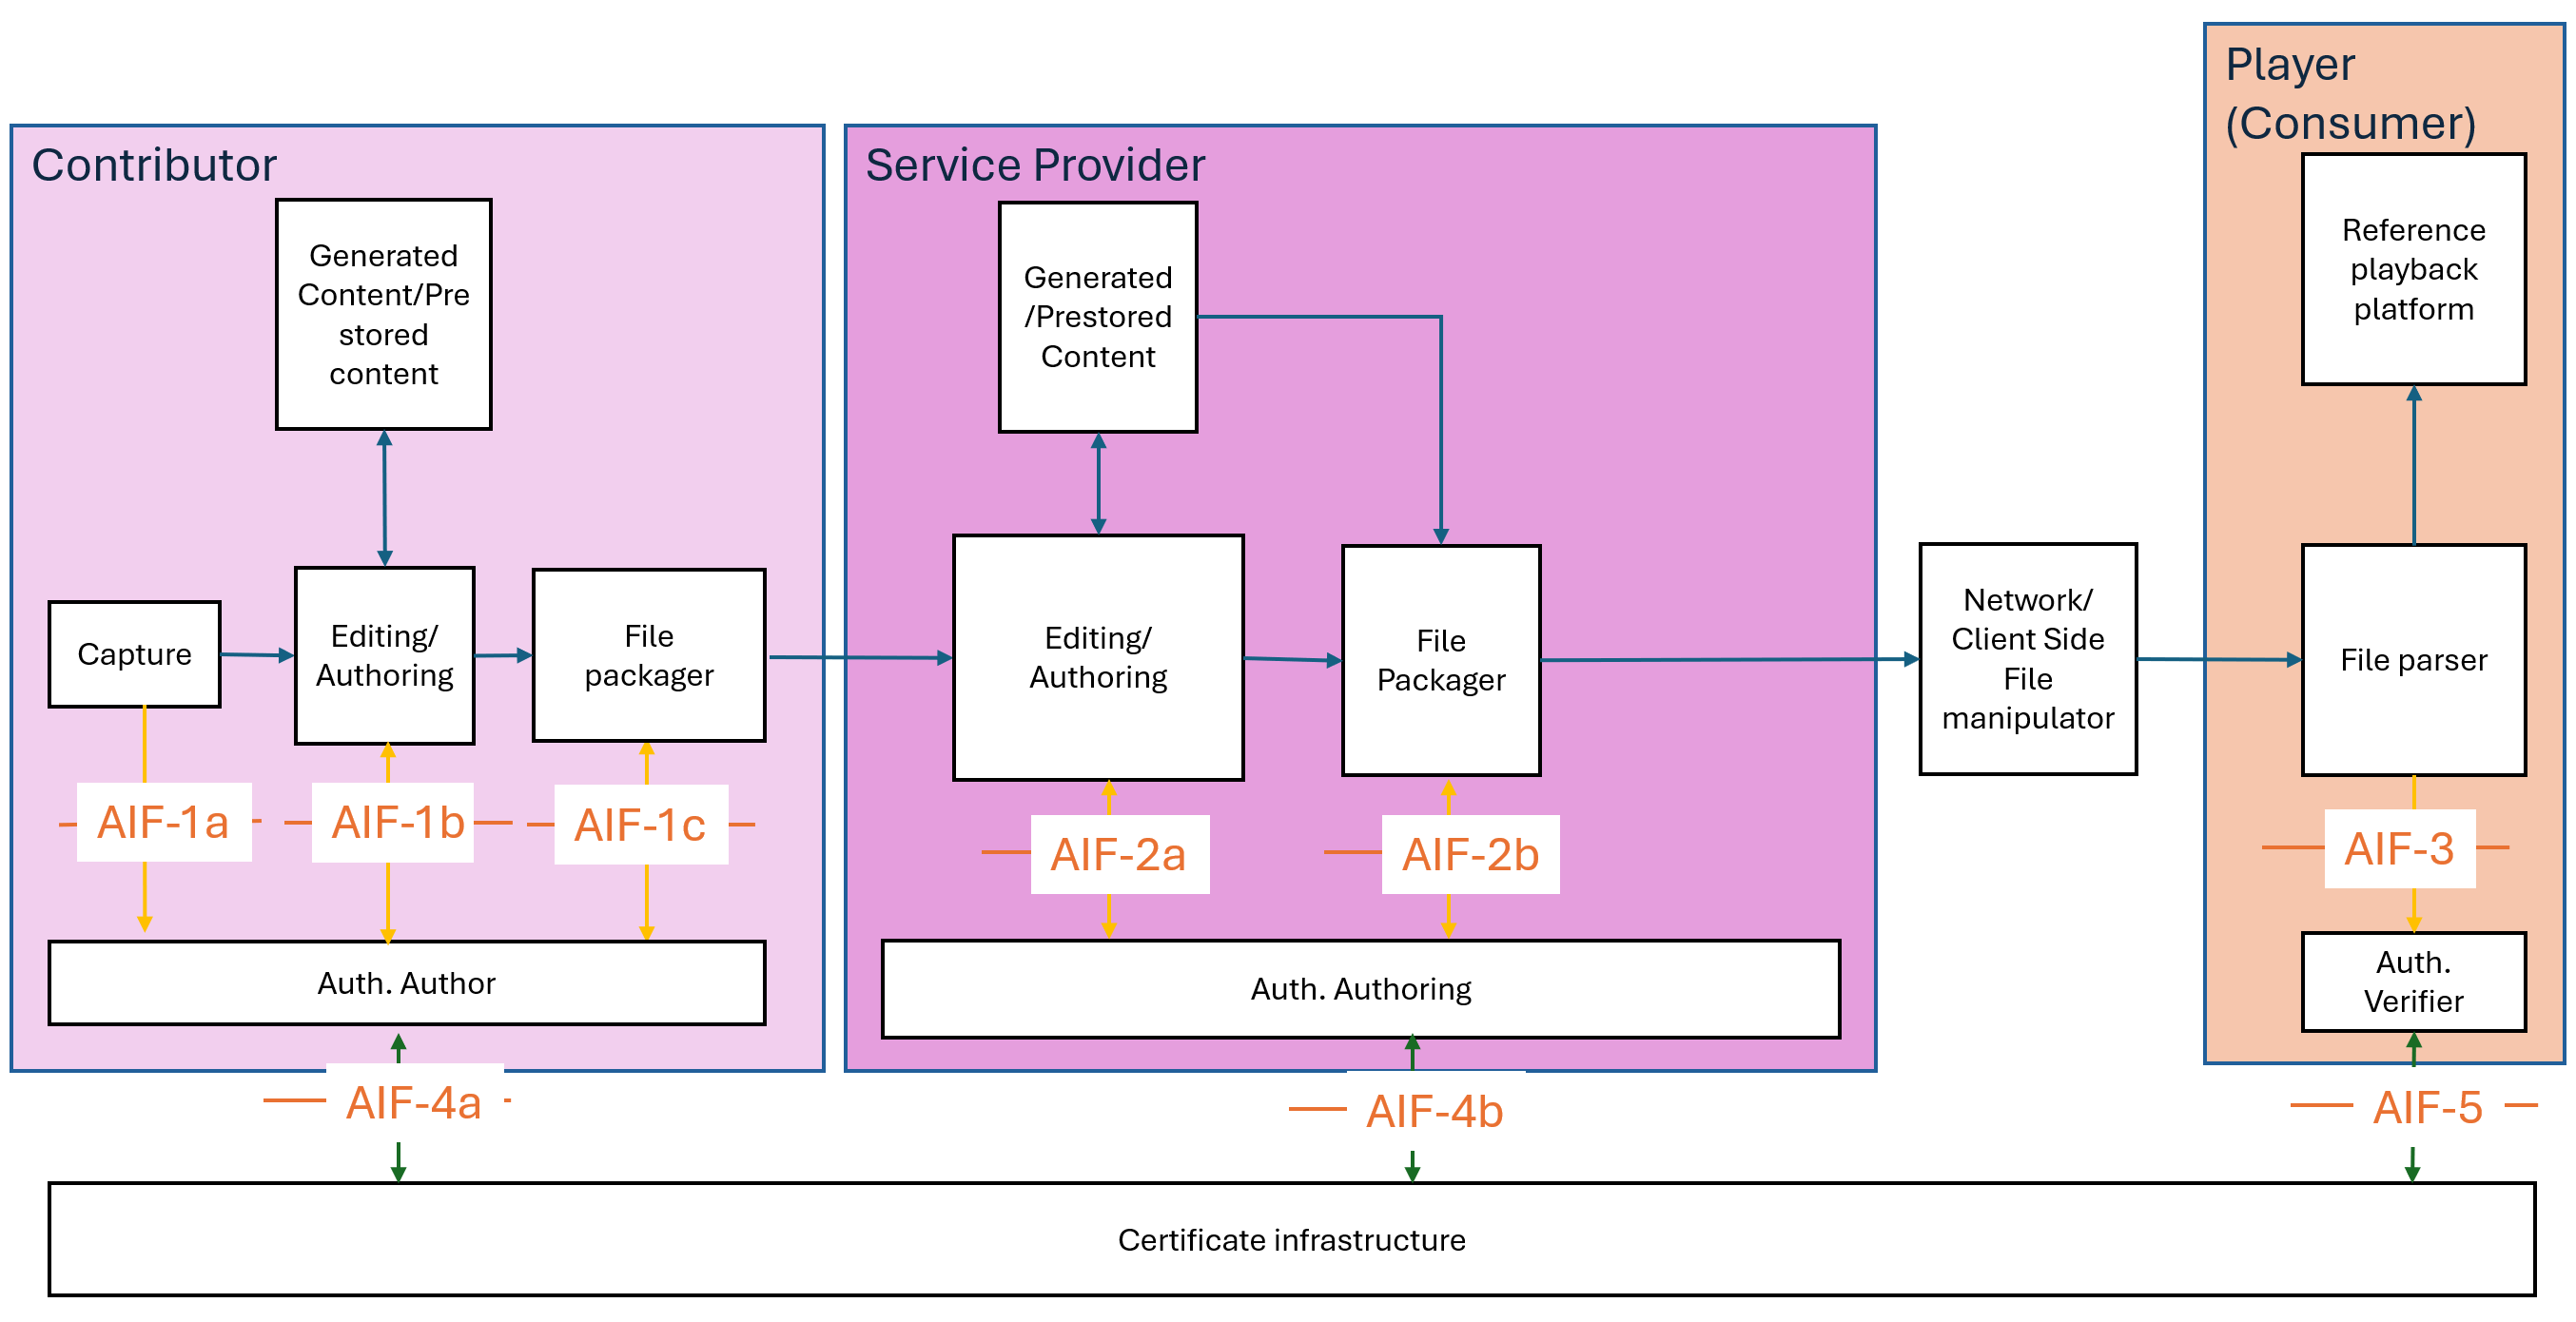 Player
(Consumer)
Contributor
Service Provider
Generated
Content/Pre
stored
content
Generated
/Prestored
Content
Reference
playback
platform
Capture
Editing/
Authoring
File
packager
Editing/
Authoring
File
Packager
Network/
Client Side
File
manipulator
File parser
AIF-1a
AIF-1b
AIF-1c
AIF-2a
AIF-2b
AIF-3
Auth. Author
Auth. Authoring
Auth.
Verifier
AIF-4a
AIF-4b
AIF-5
Certificate infrastructure